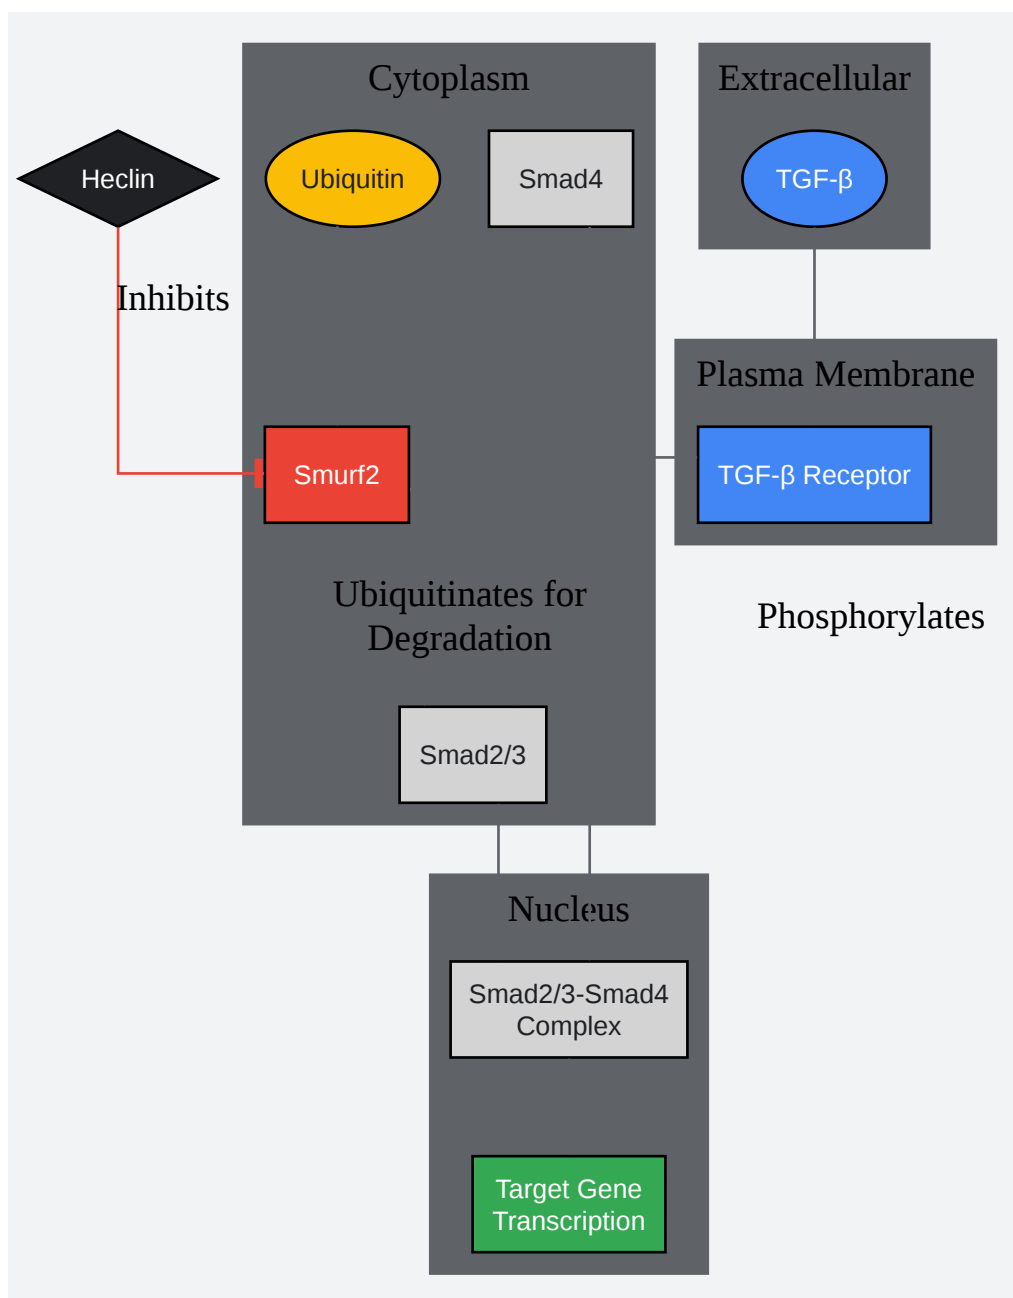 Cytoplasm
Extracellular
Heclin
Ubiquitin
Smad4
TGF-β
Inhibits
Plasma Membrane
Smurf2
TGF-β Receptor
Ubiquitinates for
Degradation
Phosphorylates
Smad2/3
Nucleus
Smad2/3-Smad4
Complex
Target Gene
Transcription